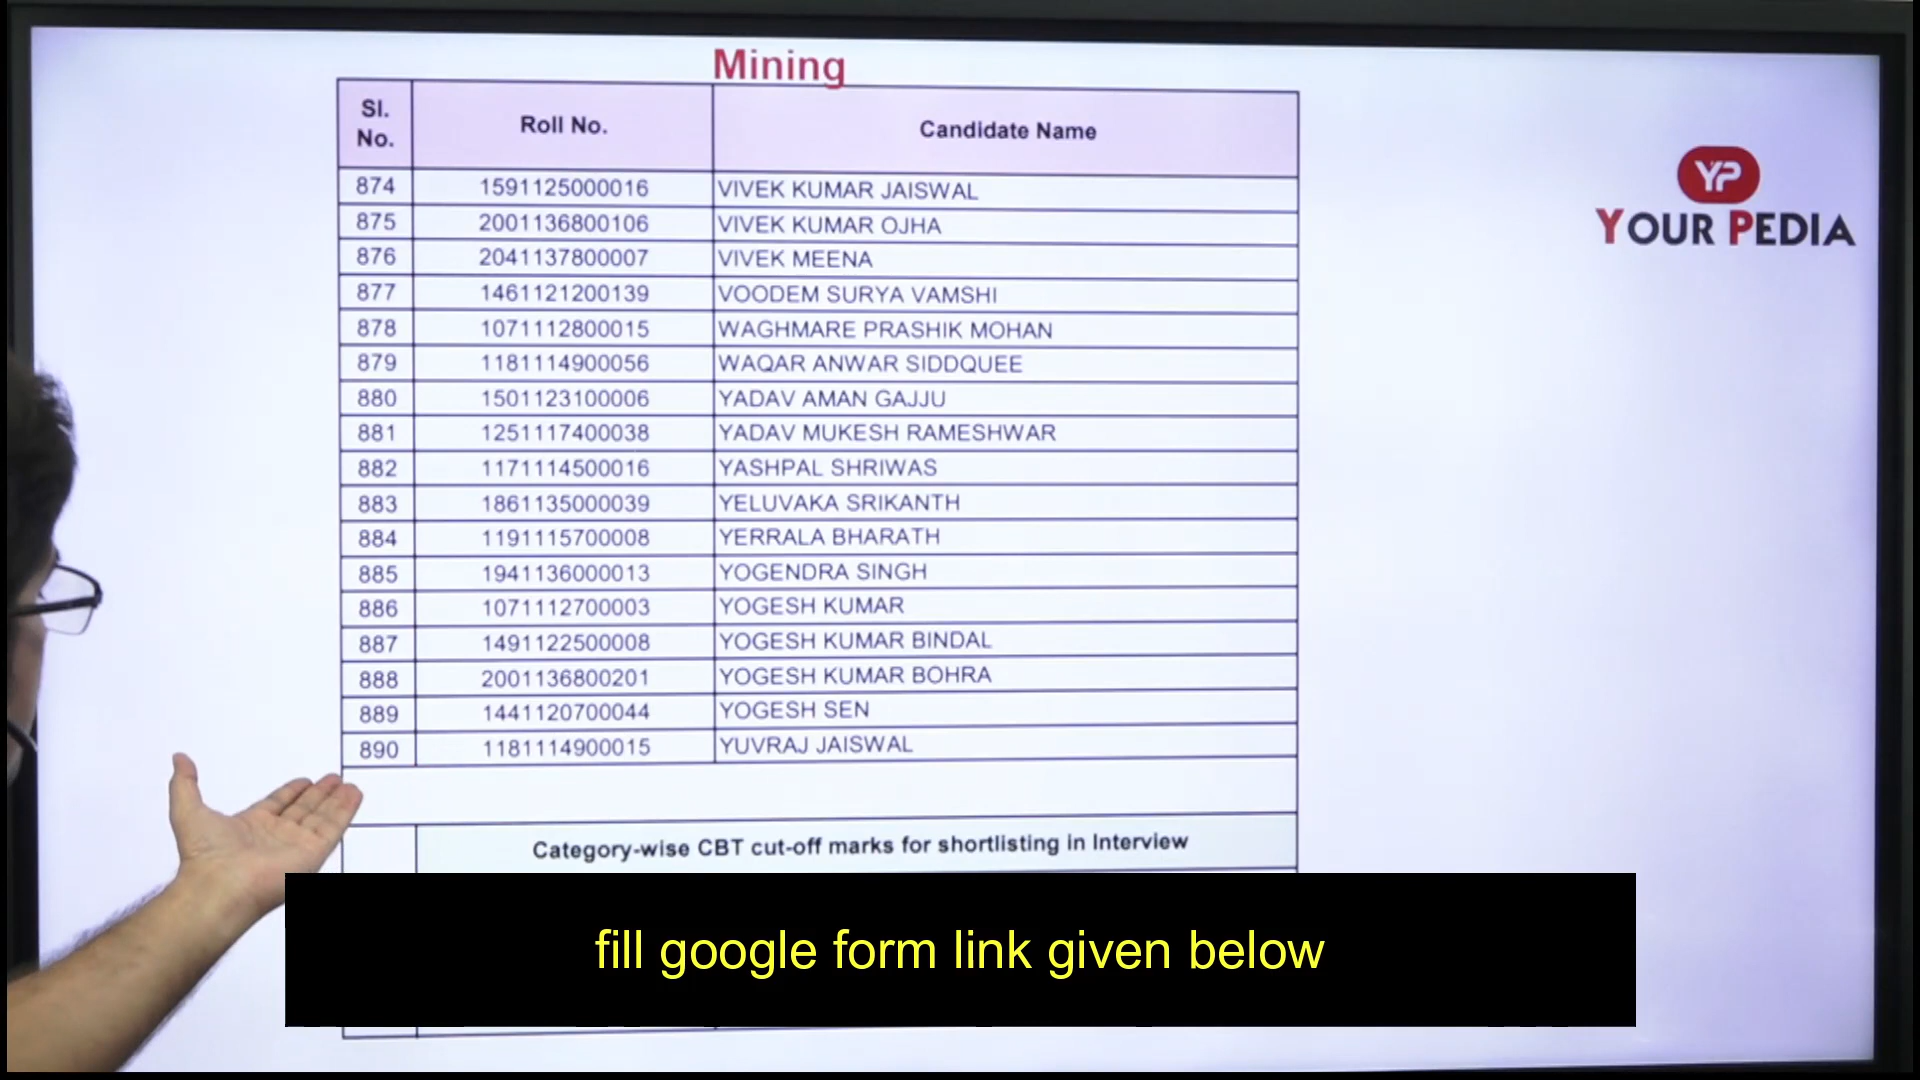 Mining
Sl. No. Roll No. Candidate Name
874 1591125000016 VIVEK KUMAR JAISWAL
875 2001136800106 VIVEK KUMAR OJHA
876 2041137800007 VIVEK MEENA
877 1461121200139 VOODEM SURYA VAMSHI
878 1071112800015 WAGHMARE PRASHIK MOHAN
879 1181114900056 WAQAR ANWAR SIDDQUEE
880 1501123100006 YADAV AMAN GAJJU
881 1251117400038 YADAV MUKESH RAMESHWAR
882 1171114500016 YASHPAL SHRIWAS
883 1861135000039 YELUVAKA SRIKANTH
884 1191115700008 YERRALA BHARATH
885 1941136000013 YOGENDRA SINGH
886 1071112700003 YOGESH KUMAR
887 1491122500008 YOGESH KUMAR BINDAL
888 2001136800201 YOGESH KUMAR BOHRA
889 1441120700044 YOGESH SEN
890 1181114900015 YUVRAJ JAISWAL
Category-wise CBT cut-off marks for shortlisting in Interview
YP
YOUR PEDIA
fill google form link given below